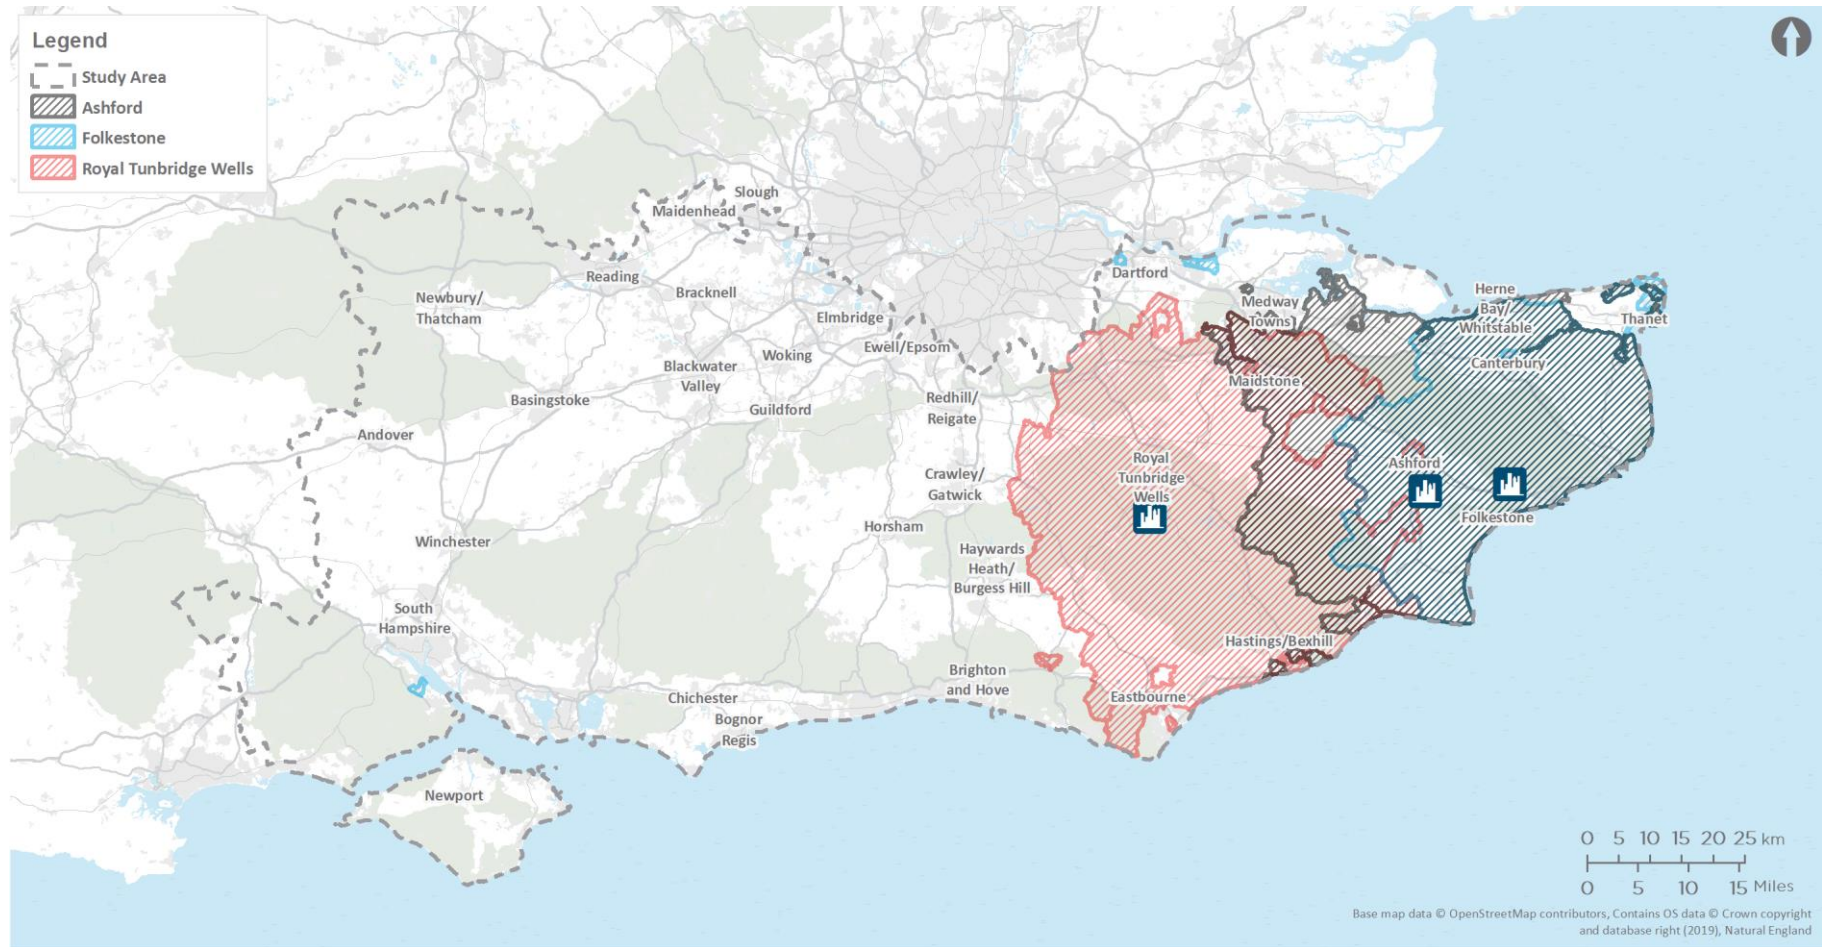 Legend
Study Area
Ashford
Folkestone
Royal Tunbridge Wells
Slough
Maidenhead
Reading
Bracknell
Newbury/
Thatcham
Elmbridge
Ewell/Epsom
Woking
Blackwater
Valley
Guildford
Basingstoke
Andover
Redhill/
Reigate
Dartford
Medway
Towns
Herne
Bay/
Whitstable
Thanet
Canterbury
Maidstone
Royal
Tunbridge
Wells
Ashford
Folkestone
Crawley/
Gatwick
Horsham
Haywards
Heath/
Burgess Hill
Winchester
South
Hampshire
Hastings/Bexhill
Eastbourne
Brighton
and Hove
Chichester
Bognor
Regis
Newport
0 5 10 15 20 25 km
0 5 10 15 Miles
Base map data © OpenStreetMap contributors, Contains OS data © Crown copyright
and database right (2019), Natural England